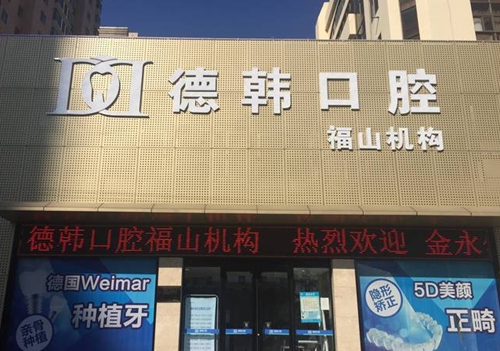 德韩口腔
福山机构
德韩口腔福山机构 热烈欢迎 金永
德国Weimar
种植牙
亲骨种植
隐形
矫正
5D美颜
正畸